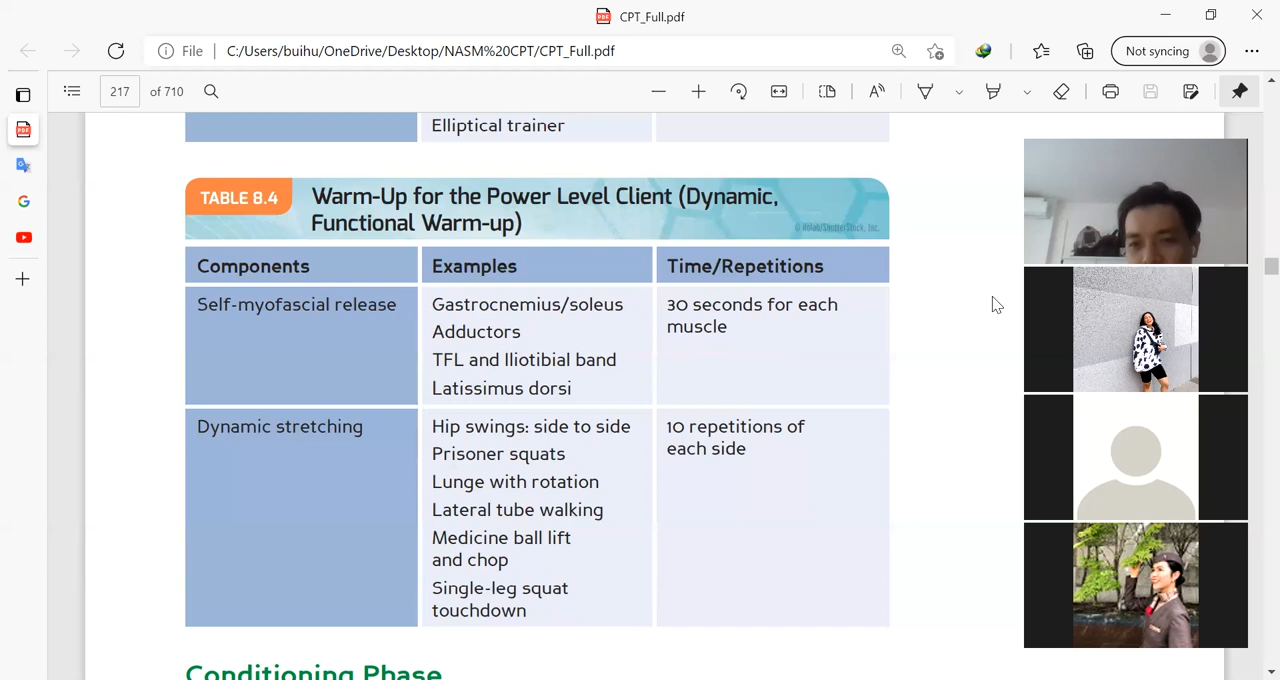 CPT_Full.pdf
File
C:/Users/buihu/OneDrive/Desktop/NASM%20CPT/CPT_Full.pdf
Not syncing
217
of 710
Elliptical trainer
TABLE 8.4
Warm-Up for the Power Level Client (Dynamic,
Functional Warm-up)
© Holab/ShutterStock, Inc.
Components
Examples
Time/Repetitions
Self-myofascial release
Gastrocnemius/soleus
Adductors
TFL and Iliotibial band
Latissimus dorsi
30 seconds for each
muscle
Dynamic stretching
Hip swings: side to side
Prisoner squats
Lunge with rotation
Lateral tube walking
Medicine ball lift
and chop
Single-leg squat
touchdown
10 repetitions of
each side
Conditioning Phase